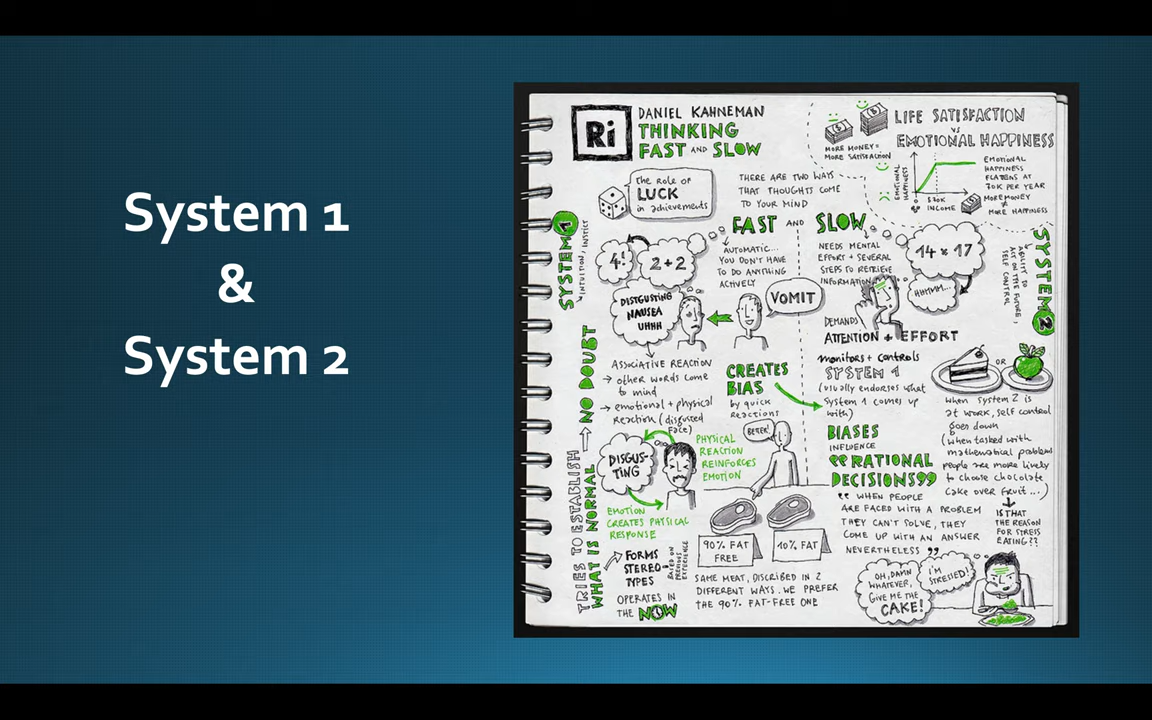 System 1
&
System 2
Ri
DANIEL KAHNEMAN
THINKING
FAST AND SLOW
The role of
LUCK
in achievements
THERE ARE TWO WAYS
THAT THOUGHTS COME
TO YOUR MIND
FAST AND SLOW
LIFE SATISFACTION
VS
EMOTIONAL HAPPINESS
MORE MONEY =
MORE SATISFACTION
EMOTIONAL
HAPPINESS
INCOME
EMOTIONAL
HAPPINESS
FLATTENS AT
70K PER YEAR
MORE MONEY
≠
MORE HAPPINESS
SYSTEM 1
INTUITION / INSTICT
4!
2+2
AUTOMATIC...
YOU DON'T HAVE
TO DO ANYTHING
ACTIVELY
DISTGUSTING
NAUSEA
UHHH
VOMIT
ASSOCIATIVE REACTION
→ other words come
to mind
→ emotional + physical
Reaction (disgusted
face)
CREATES
BIAS
by quick
Reactions
DISGUS-
TING
PHYSICAL
REACTION
REINFORCES
EMOTION
EMOTION
CREATES PHYSICAL
RESPONSE
TRIES TO ESTABLISH
WHAT IS NORMAL
→ NO DOUBT
FORMS
STEREO-
TYPES
BASED ON
PREVIOUS
EXPERIENCE
OPERATES IN
THE NOW
BETTER!
90% FAT
FREE
10% FAT
SAME MEAT, DISCRIBED IN 2
DIFFERENT WAYS. WE PREFER
THE 90% FAT-FREE ONE
NEEDS MENTAL
EFFORT + SEVERAL
STEPS TO RETRIEVE
INFORMATION
14 × 17
HUMMM...
SYSTEM 2
ABILITY TO
ACT ON THE FUTURE,
SELF CONTROL
DEMANDS
ATTENTION + EFFORT
monitors + controls
SYSTEM 1
(usually endorses what
System 1 comes up
with)
BIASES
INFLUENCE
"RATIONAL
DECISIONS"
"WHEN PEOPLE
ARE FACED WITH A PROBLEM
THEY CAN'T SOLVE, THEY
COME UP WITH AN ANSWER
NEVERTHELESS"
OR
when system 2 is
at work, self control
goes down
(when tasked with
mathematical problems
people are more lively
to choose chocolate
cake over fruit...)
IS THAT
THE REASON
FOR STRESS
EATING??
OH, DAMN
WHATEVER,
GIVE ME THE
CAKE!
I'M
STRESSED!